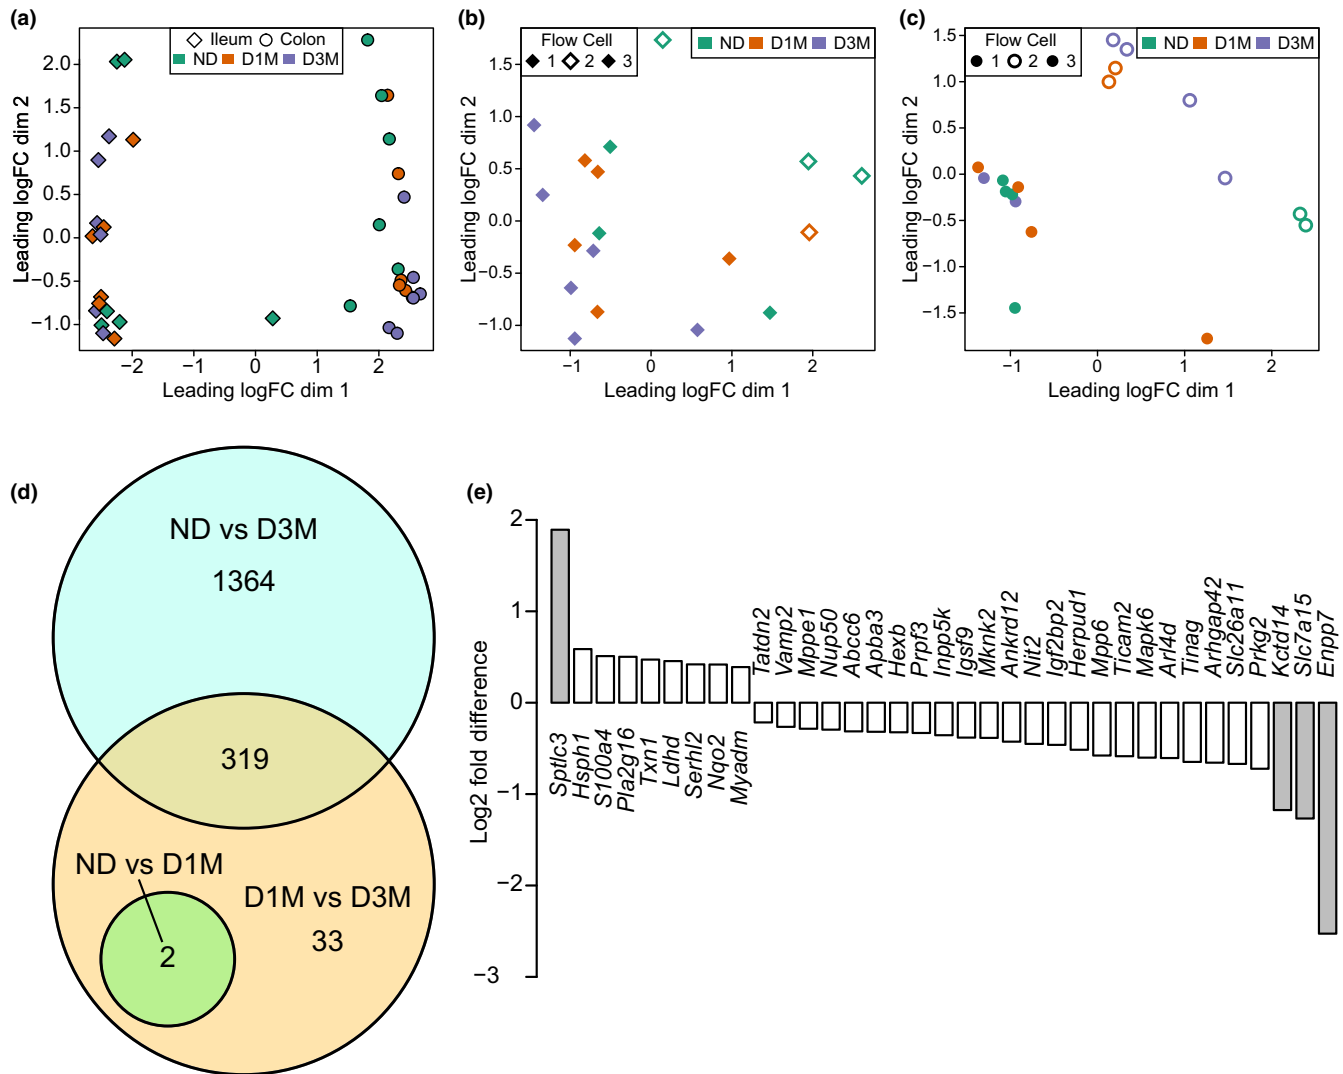 (a)
Ileum Colon
ND D1M D3M
2.0
1.5
1.0
0.5
0.0
−0.5
−1.0
Leading logFC dim 2
−2 −1 0 1 2
Leading logFC dim 1
(b)
Flow Cell
1 2 3
ND D1M D3M
1.5
1.0
0.5
0.0
−0.5
−1.0
−1 0 1 2
Leading logFC dim 1
(c)
Flow Cell
1 2 3
ND D1M D3M
1.5
1.0
0.5
0.0
−0.5
−1.0
−1.5
Leading logFC dim 2
−1 0 1 2
Leading logFC dim 1
(d)
ND vs D3M
1364
319
ND vs D1M
2
D1M vs D3M
33
(e)
Log2 fold difference
2
1
0
−1
−2
−3
Sptlc3
Hsph1
S100a4
Pla2g16
Txn1
Ldhd
Serhl2
Nqo2
Myadm
Tatdn2
Vamp2
Mppe1
Nup50
Abcc6
Apba3
Hexb
Prpf3
Inpp5k
Igsf9
Mknk2
Ankrd12
Nit2
Igf2bp2
Herpud1
Mpp6
Ticam2
Mapk6
Arl4d
Tinag
Arhgap42
Slc26a11
Prkg2
Kctd14
Slc7a15
Enpp7